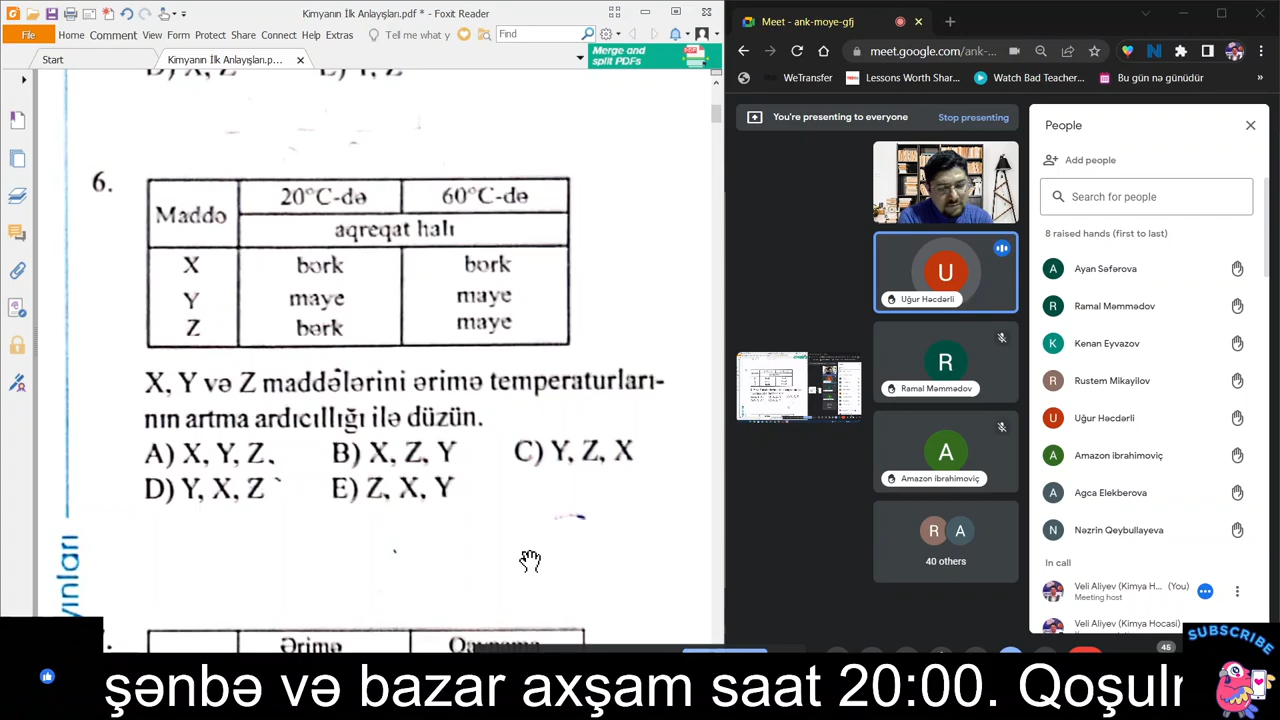 Kimyanın İlk Anlayışları.pdf * - Foxit Reader
File Home Comment View Form Protect Share Connect Help Extras Tell me what y Find
Start Kimyanın İlk Anlayışları.p...
Merge and
split PDFs
6.
Maddə 20°C-də 60°C-də
aqreqat halı
X bərk bərk
Y maye maye
Z bərk maye
X, Y və Z maddələrini ərimə temperaturları-
nın artma ardıcıllığı ilə düzün.
A) X, Y, Z B) X, Z, Y C) Y, Z, X
D) Y, X, Z E) Z, X, Y
Ərimə Qaynama
Meet - ank-moye-gfj
meet.google.com/ank-...
WeTransfer Lessons Worth Shar... Watch Bad Teacher... Bu gün nə günüdür »
You're presenting to everyone Stop presenting
U
Uğur Həcdərli
R
Ramal Məmmədov
A
Amazon ibrahimoviç
R A
40 others
People
Add people
Search for people
8 raised hands (first to last)
A Ayan Səfərova
A Ramal Məmmədov
K Kenan Eyvazov
R Rustem Mikayilov
U Uğur Həcdərli
A Amazon ibrahimoviç
A Agca Elekberova
N Nəzrin Qeybullayeva
In call
Veli Aliyev (Kimya H... (You)
Meeting host
Veli Aliyev (Kimya Hocasi)
45
SUBSCRIBE
şənbə və bazar axşam saat 20:00.